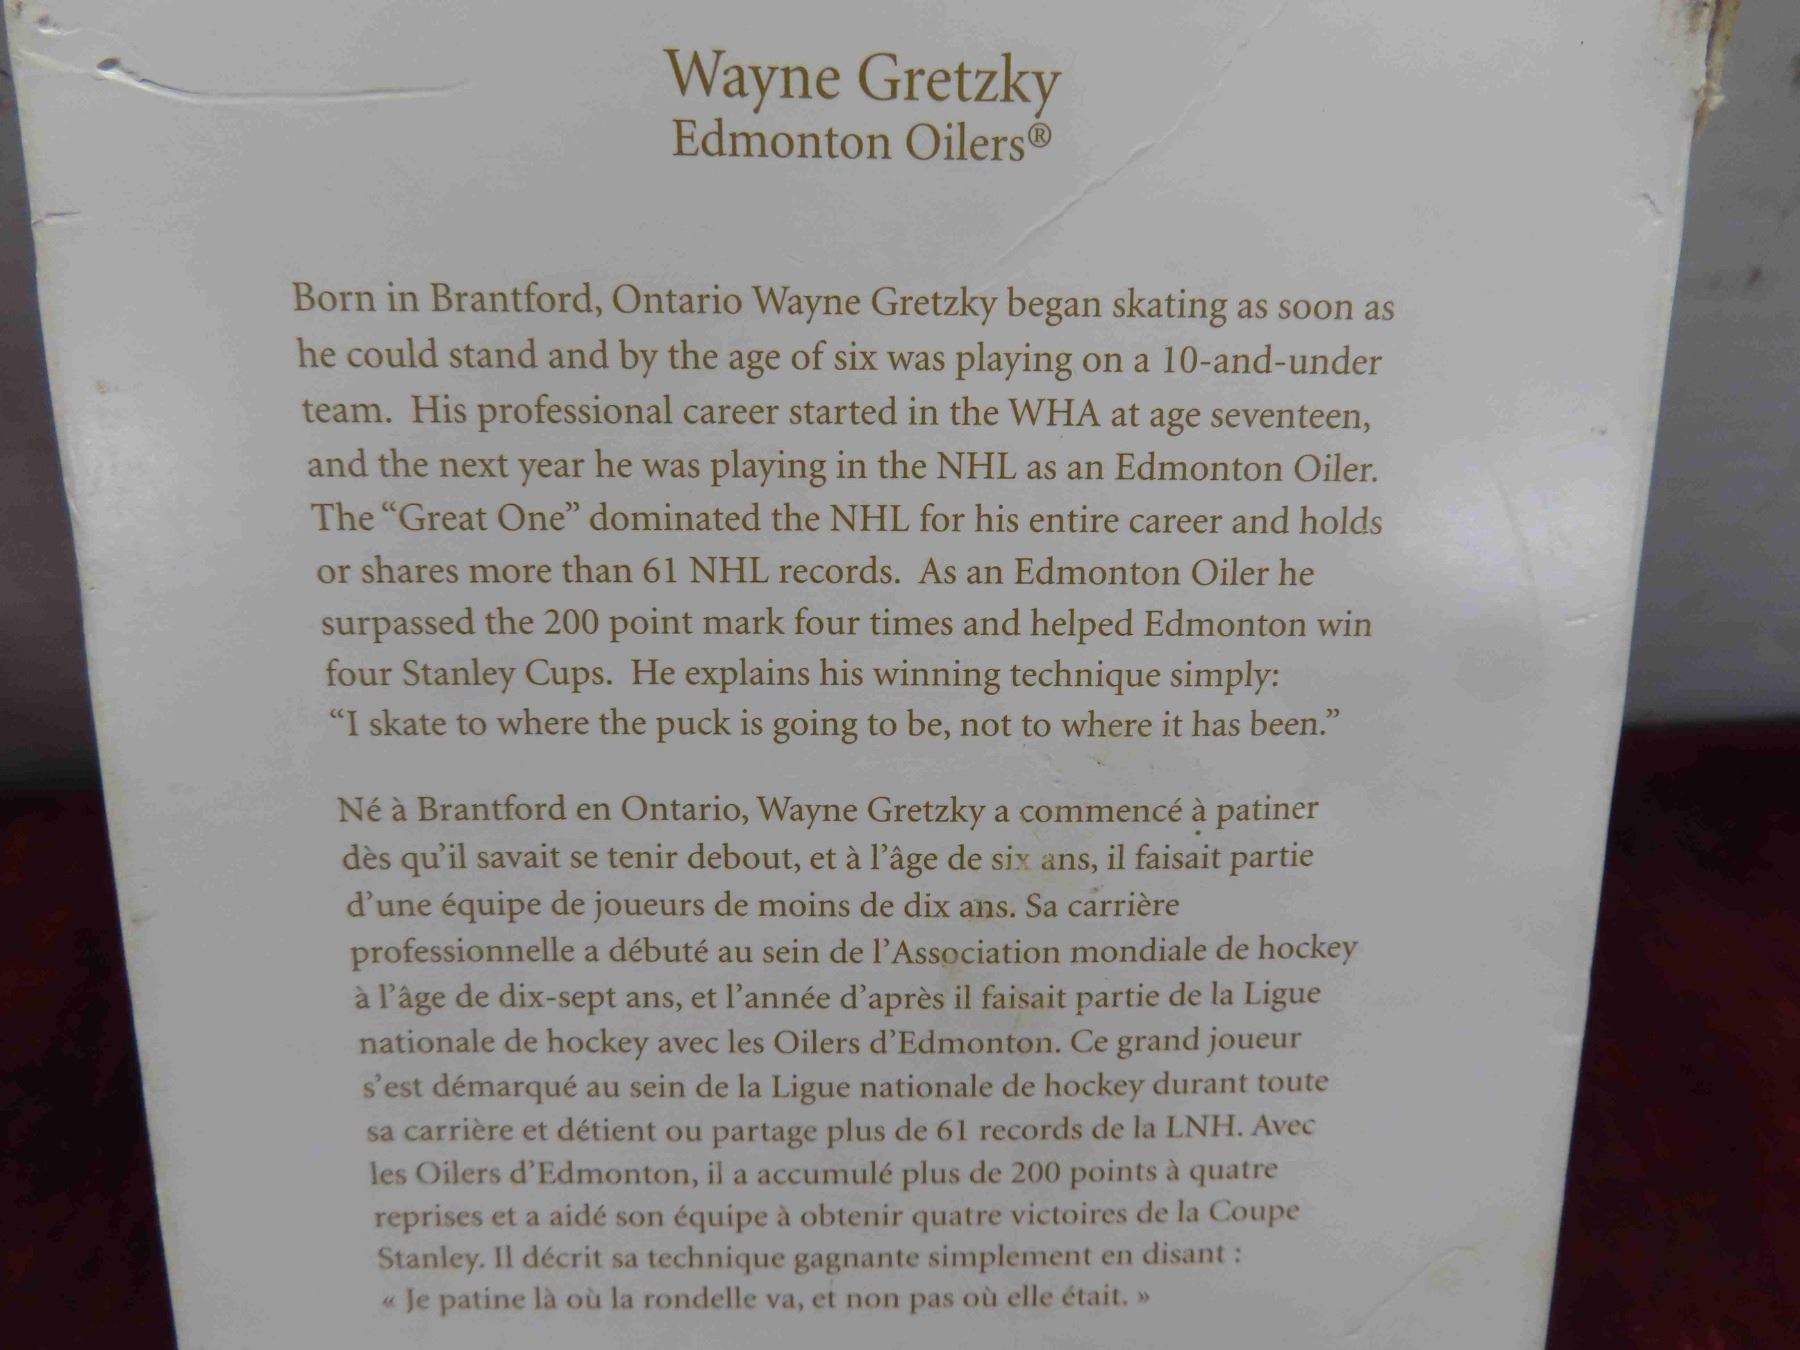 Wayne Gretzky
Edmonton Oilers®
Born in Brantford, Ontario Wayne Gretzky began skating as soon as
he could stand and by the age of six was playing on a 10-and-under
team. His professional career started in the WHA at age seventeen,
and the next year he was playing in the NHL as an Edmonton Oiler.
The “Great One” dominated the NHL for his entire career and holds
or shares more than 61 NHL records. As an Edmonton Oiler he
surpassed the 200 point mark four times and helped Edmonton win
four Stanley Cups. He explains his winning technique simply:
“I skate to where the puck is going to be, not to where it has been.”
Né à Brantford en Ontario, Wayne Gretzky a commencé à patiner
dès qu’il savait se tenir debout, et à l’âge de six ans, il faisait partie
d’une équipe de joueurs de moins de dix ans. Sa carrière
professionnelle a débuté au sein de l’Association mondiale de hockey
à l’âge de dix-sept ans, et l’année d’après il faisait partie de la Ligue
nationale de hockey avec les Oilers d’Edmonton. Ce grand joueur
s’est démarqué au sein de la Ligue nationale de hockey durant toute
sa carrière et détient ou partage plus de 61 records de la LNH. Avec
les Oilers d’Edmonton, il a accumulé plus de 200 points à quatre
reprises et a aidé son équipe à obtenir quatre victoires de la Coupe
Stanley. Il décrit sa technique gagnante simplement en disant :
« Je patine là où la rondelle va, et non pas où elle était. »